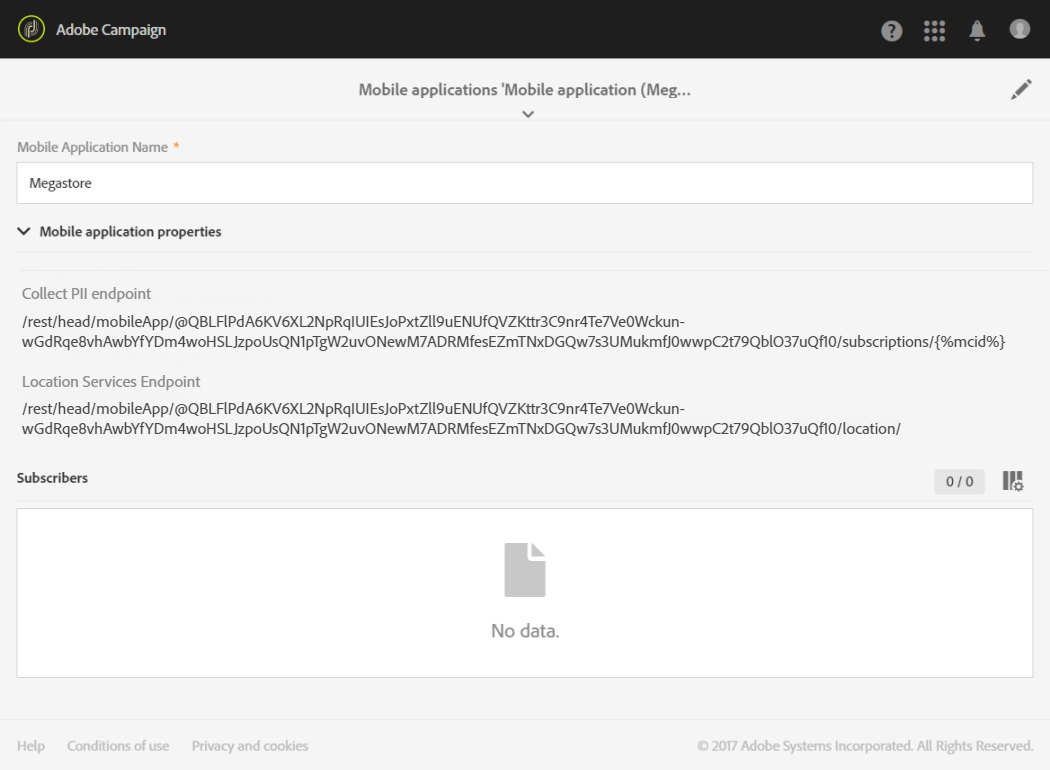 Adobe Campaign
Mobile applications 'Mobile application (Meg...
Mobile Application Name *
Megastore
Mobile application properties
Collect PII endpoint
/rest/head/mobileApp/@QBLFlPdA6KV6XL2NpRqIUIEsJoPxtZll9uENUfQVZKttr3C9nr4Te7Ve0Wckun-
wGdRqe8vhAwbYfYDm4woHSLJzpoUsQN1pTgW2uvONewM7ADRMfesEZmTNxDGQw7s3UMukmfJ0wwpC2t79QblO37uQf10/subscriptions/{%mcid%}
Location Services Endpoint
/rest/head/mobileApp/@QBLFlPdA6KV6XL2NpRqIUIEsJoPxtZll9uENUfQVZKttr3C9nr4Te7Ve0Wckun-
wGdRqe8vhAwbYfYDm4woHSLJzpoUsQN1pTgW2uvONewM7ADRMfesEZmTNxDGQw7s3UMukmfJ0wwpC2t79QblO37uQf10/location/
Subscribers
0 / 0
No data.
Help Conditions of use Privacy and cookies © 2017 Adobe Systems Incorporated. All Rights Reserved.